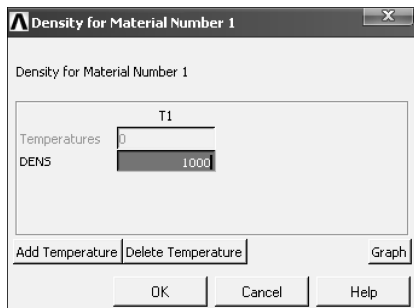 Density for Material Number 1
Density for Material Number 1
T1
Temperatures 0
DENS 1000
Add Temperature Delete Temperature Graph
OK Cancel Help